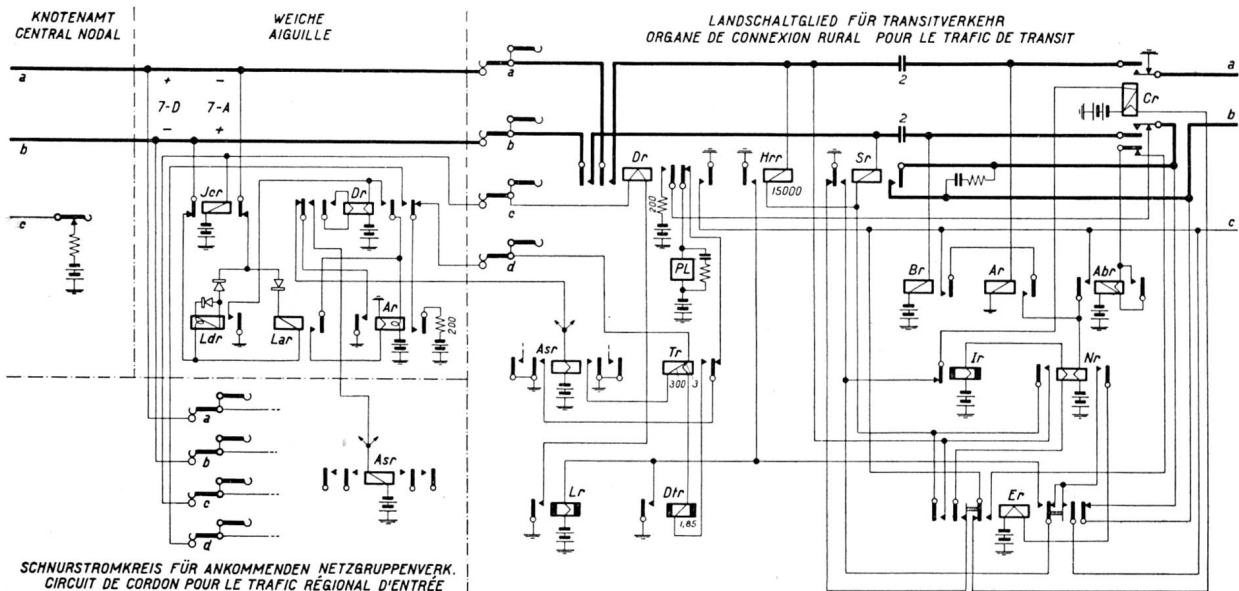 KNOTENAMT
CENTRAL NODAL
WEICHE
AIGUILLE
LANDSCHALTGLIED FÜR TRANSITVERKEHR
ORGANE DE CONNEXION RURAL POUR LE TRAFIC DE TRANSIT
a
+ −
7-D 7-A
− +
b
c
a
b
c
d
2
2
a
b
c
Cr
Jcr
Dr
Ldr
Lar
Ar
200
Dr
200
PL
Hrr
15000
Sr
Br
Ar
Abr
Asr
Tr
300 3
Ir
Nr
Lr
Dtr
1,85
Er
a
b
c
d
Asr
SCHNURSTROMKREIS FÜR ANKOMMENDEN NETZGRUPPENVERK.
CIRCUIT DE CORDON POUR LE TRAFIC RÉGIONAL D'ENTRÉE